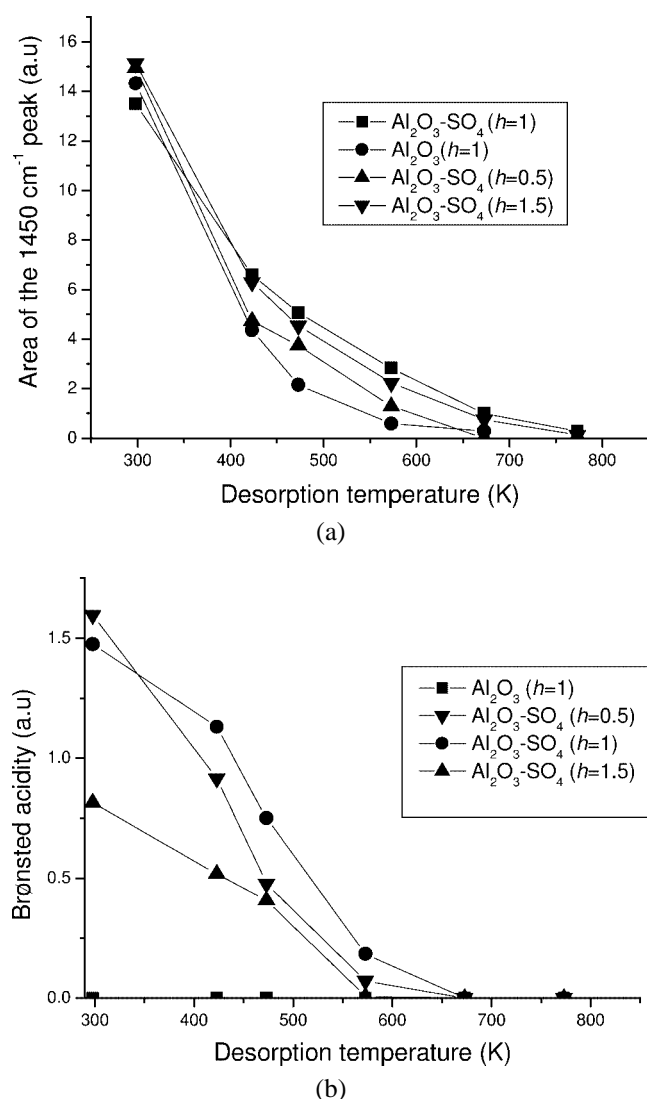 16
14
12
10
8
6
4
2
0
Area of the 1450 cm⁻¹ peak (a.u)
Al₂O₃-SO₄ (h=1)
Al₂O₃ (h=1)
Al₂O₃-SO₄ (h=0.5)
Al₂O₃-SO₄ (h=1.5)
300 400 500 600 700 800
Desorption temperature (K)
(a)
1.5
1.0
0.5
0.0
Brønsted acidity (a.u)
Al₂O₃ (h=1)
Al₂O₃-SO₄ (h=0.5)
Al₂O₃-SO₄ (h=1)
Al₂O₃-SO₄ (h=1.5)
300 400 500 600 700 800
Desorption temperature (K)
(b)